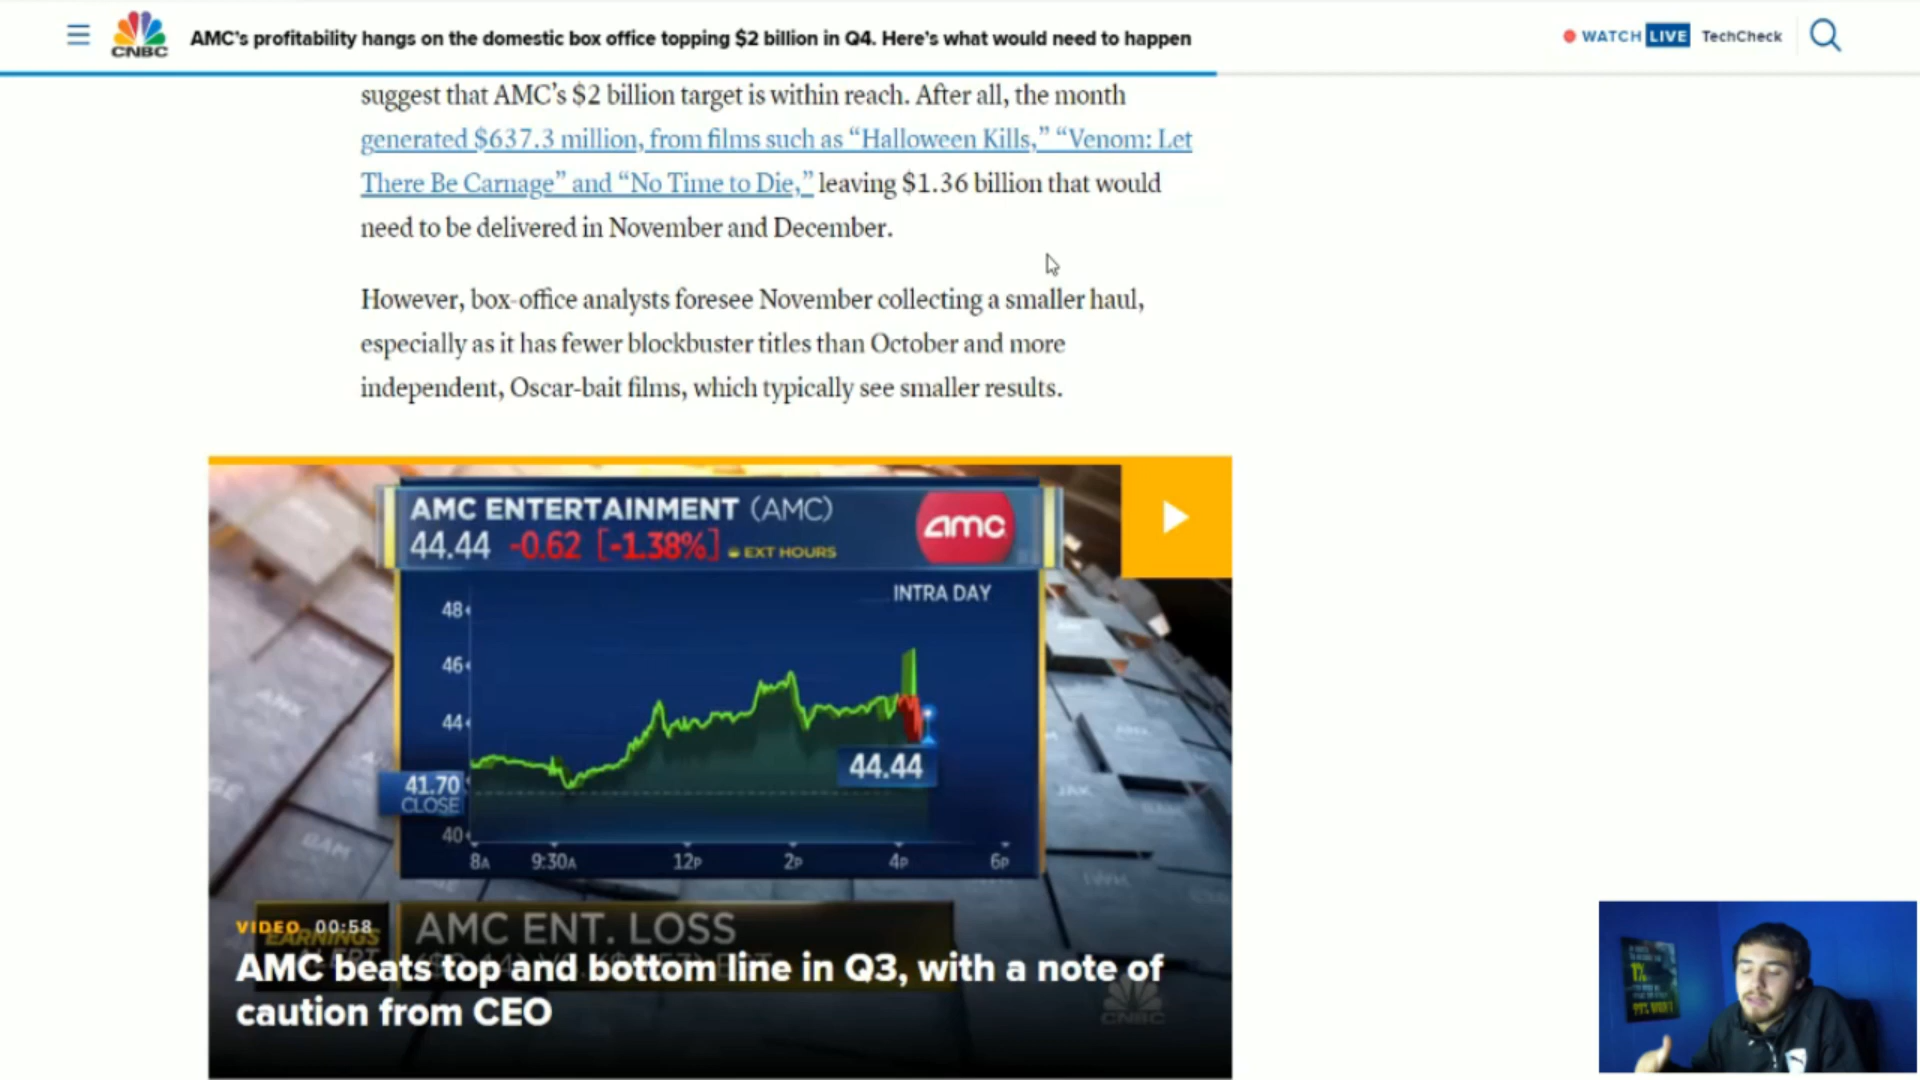 CNBC
AMC's profitability hangs on the domestic box office topping $2 billion in Q4. Here's what would need to happen
WATCH LIVE TechCheck
suggest that AMC's $2 billion target is within reach. After all, the month
generated $637.3 million, from films such as “Halloween Kills,” “Venom: Let
There Be Carnage” and “No Time to Die,” leaving $1.36 billion that would
need to be delivered in November and December.
However, box-office analysts foresee November collecting a smaller haul,
especially as it has fewer blockbuster titles than October and more
independent, Oscar-bait films, which typically see smaller results.
AMC ENTERTAINMENT (AMC)
44.44 -0.62 [-1.38%] EXT HOURS
amc
INTRA DAY
48
46
44
44.44
41.70
CLOSE
40
8A 9:30A 12P 2P 4P 6P
VIDEO 00:58
EARNINGS
AMC ENT. LOSS
AMC beats top and bottom line in Q3, with a note of
caution from CEO
CNBC
1%